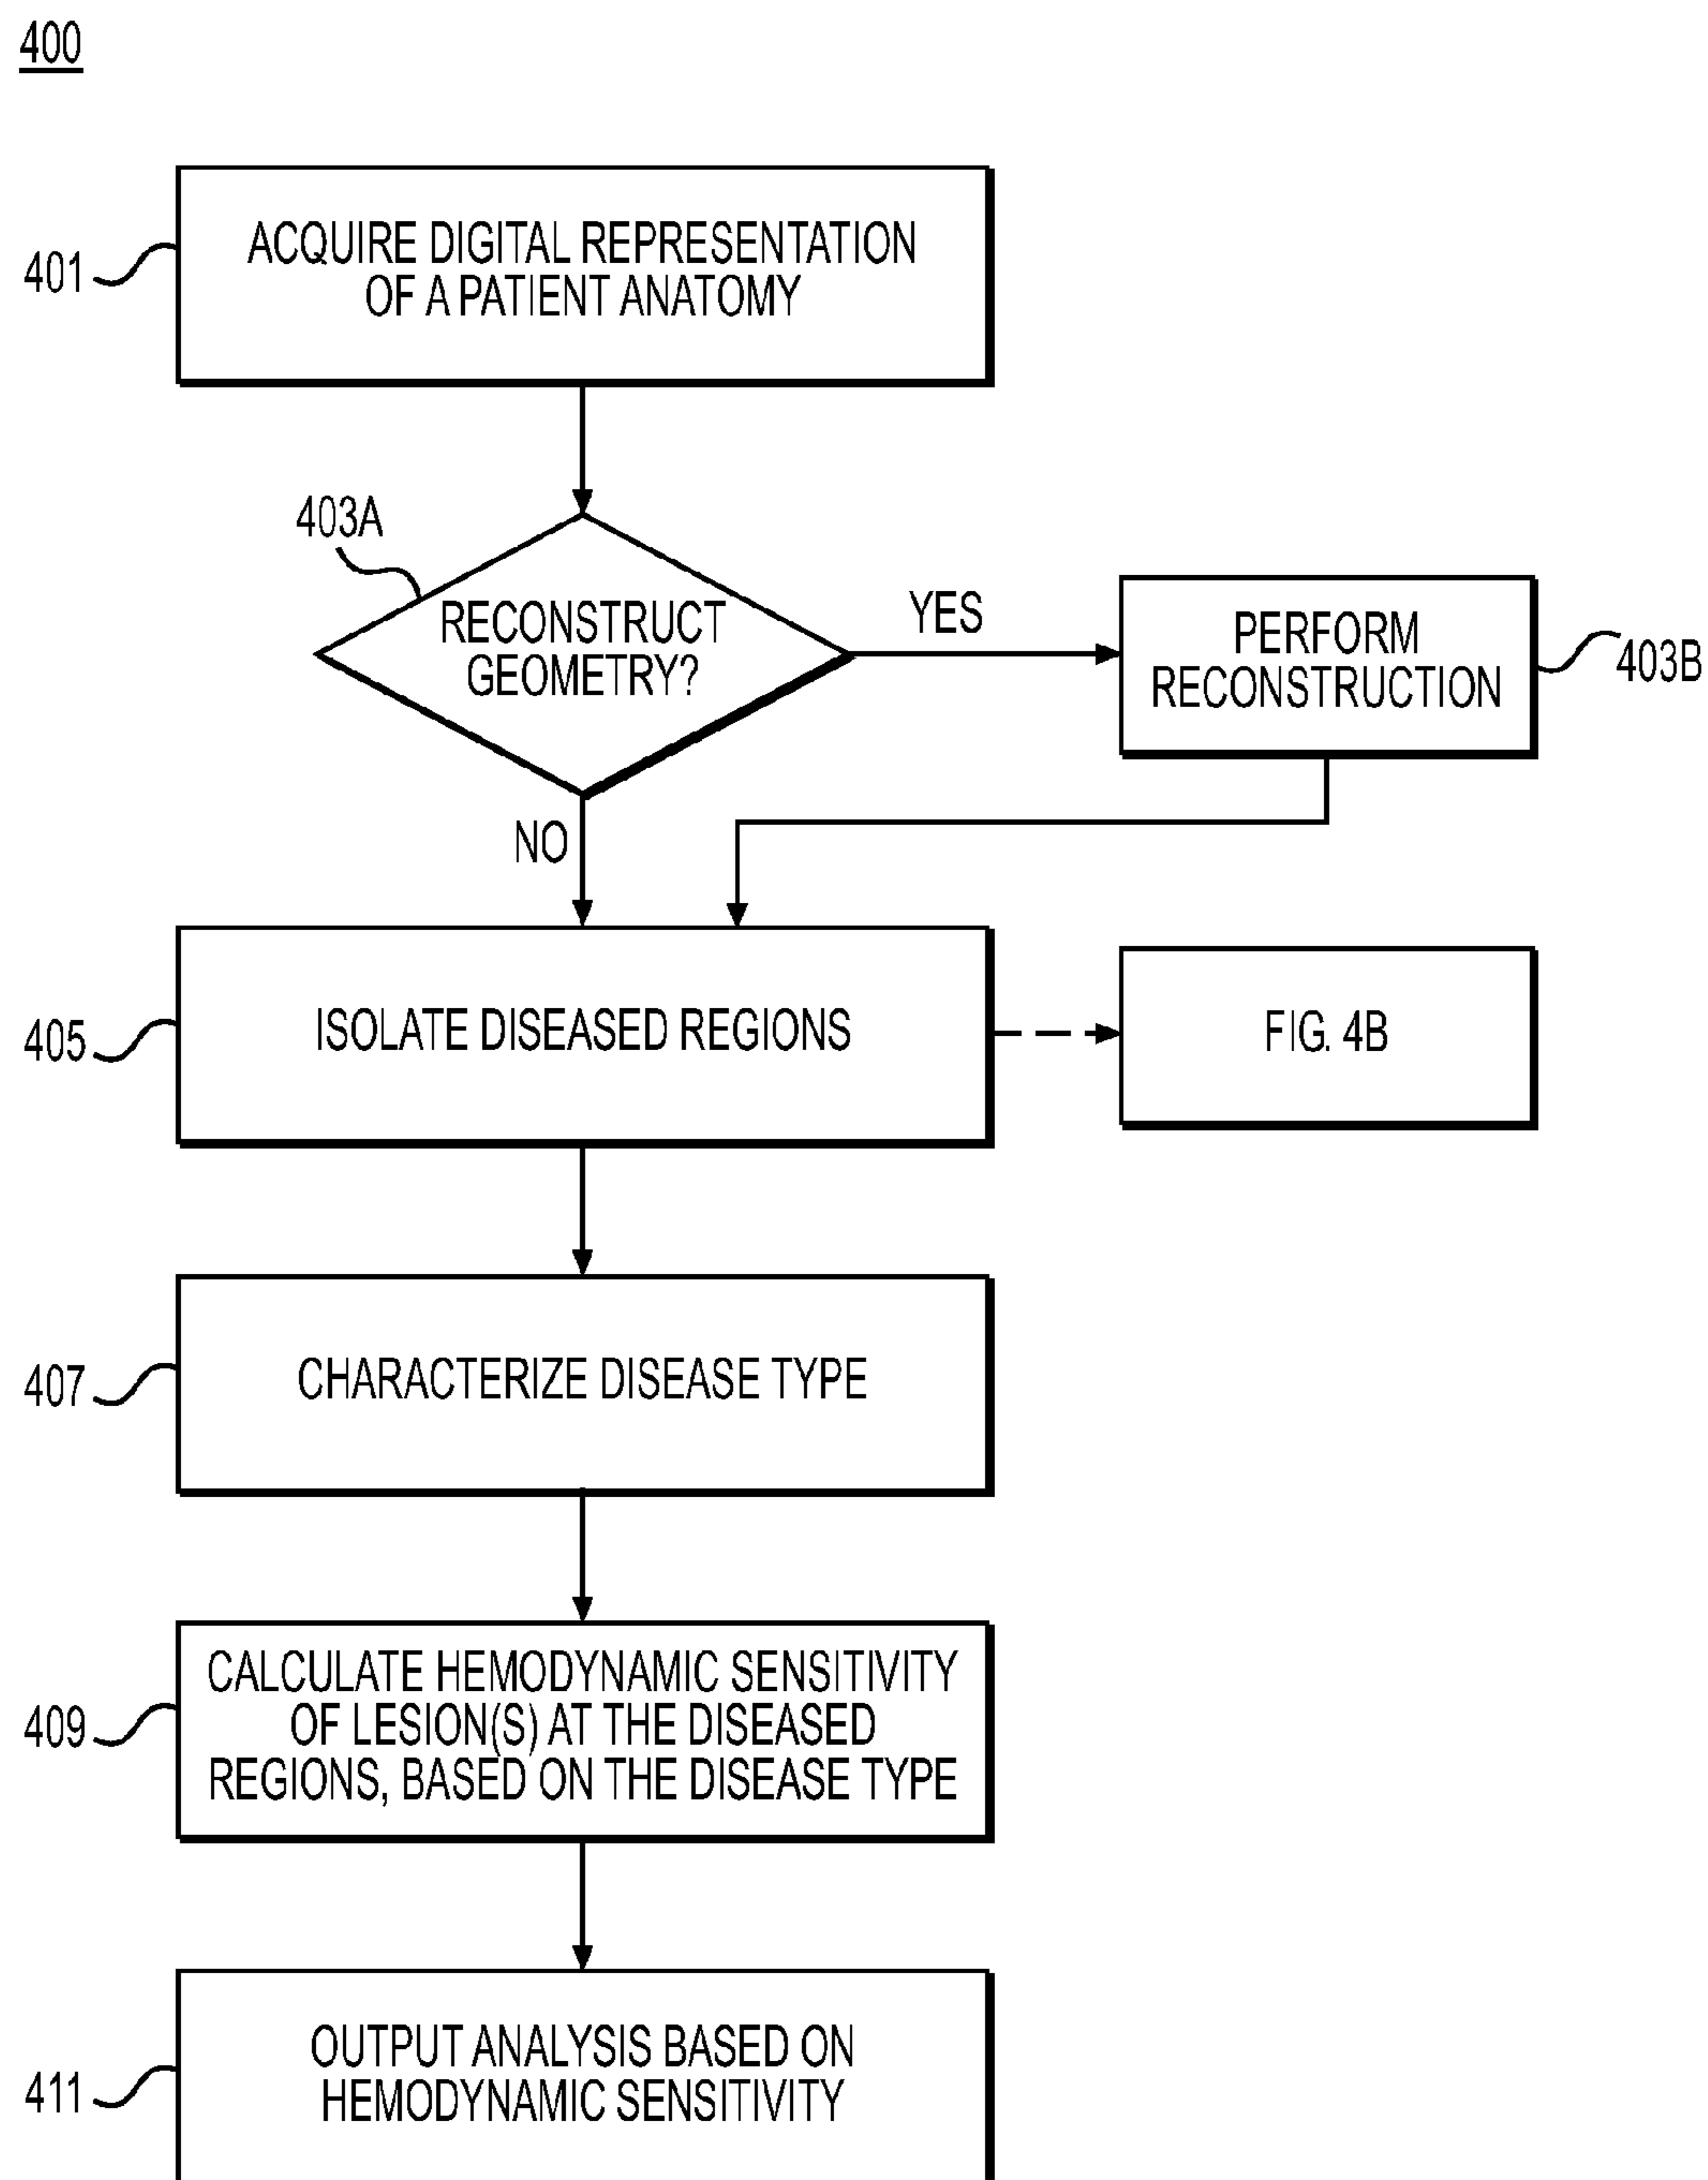 400
401
ACQUIRE DIGITAL REPRESENTATION
OF A PATIENT ANATOMY
403A
RECONSTRUCT
GEOMETRY?
YES
PERFORM
RECONSTRUCTION
403B
NO
405
ISOLATE DISEASED REGIONS
FIG. 4B
407
CHARACTERIZE DISEASE TYPE
409
CALCULATE HEMODYNAMIC SENSITIVITY
OF LESION(S) AT THE DISEASED
REGIONS, BASED ON THE DISEASE TYPE
411
OUTPUT ANALYSIS BASED ON
HEMODYNAMIC SENSITIVITY